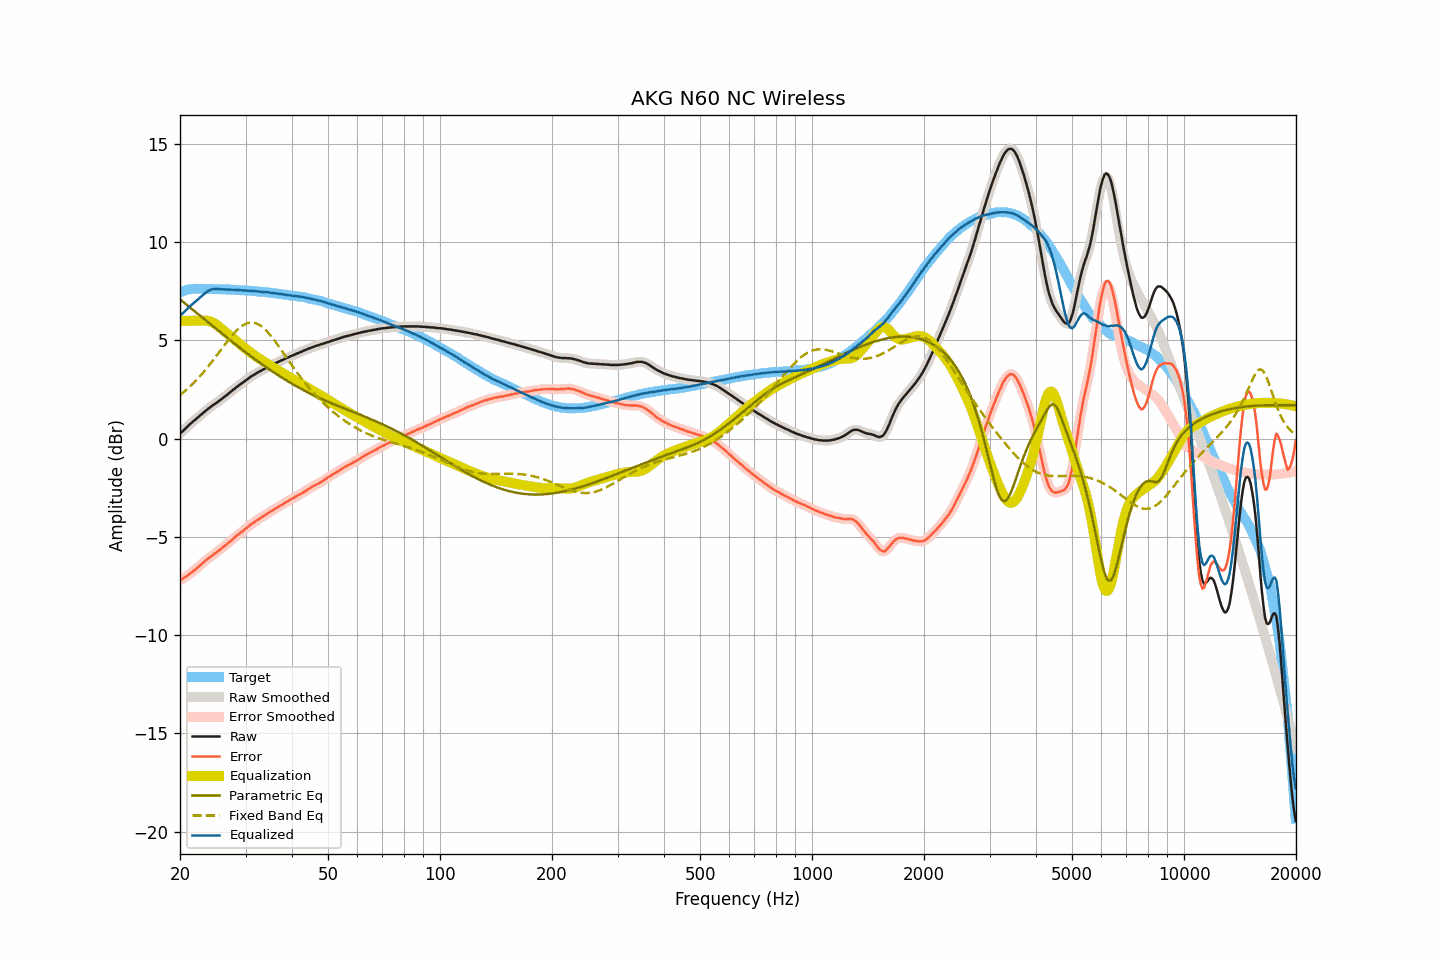 AKG N60 NC Wireless
Amplitude (dBr)
15
10
5
0
−5
−10
−15
−20
Target
Raw Smoothed
Error Smoothed
Raw
Error
Equalization
Parametric Eq
Fixed Band Eq
Equalized
20 50 100 200 500 1000 2000 5000 10000 20000
Frequency (Hz)